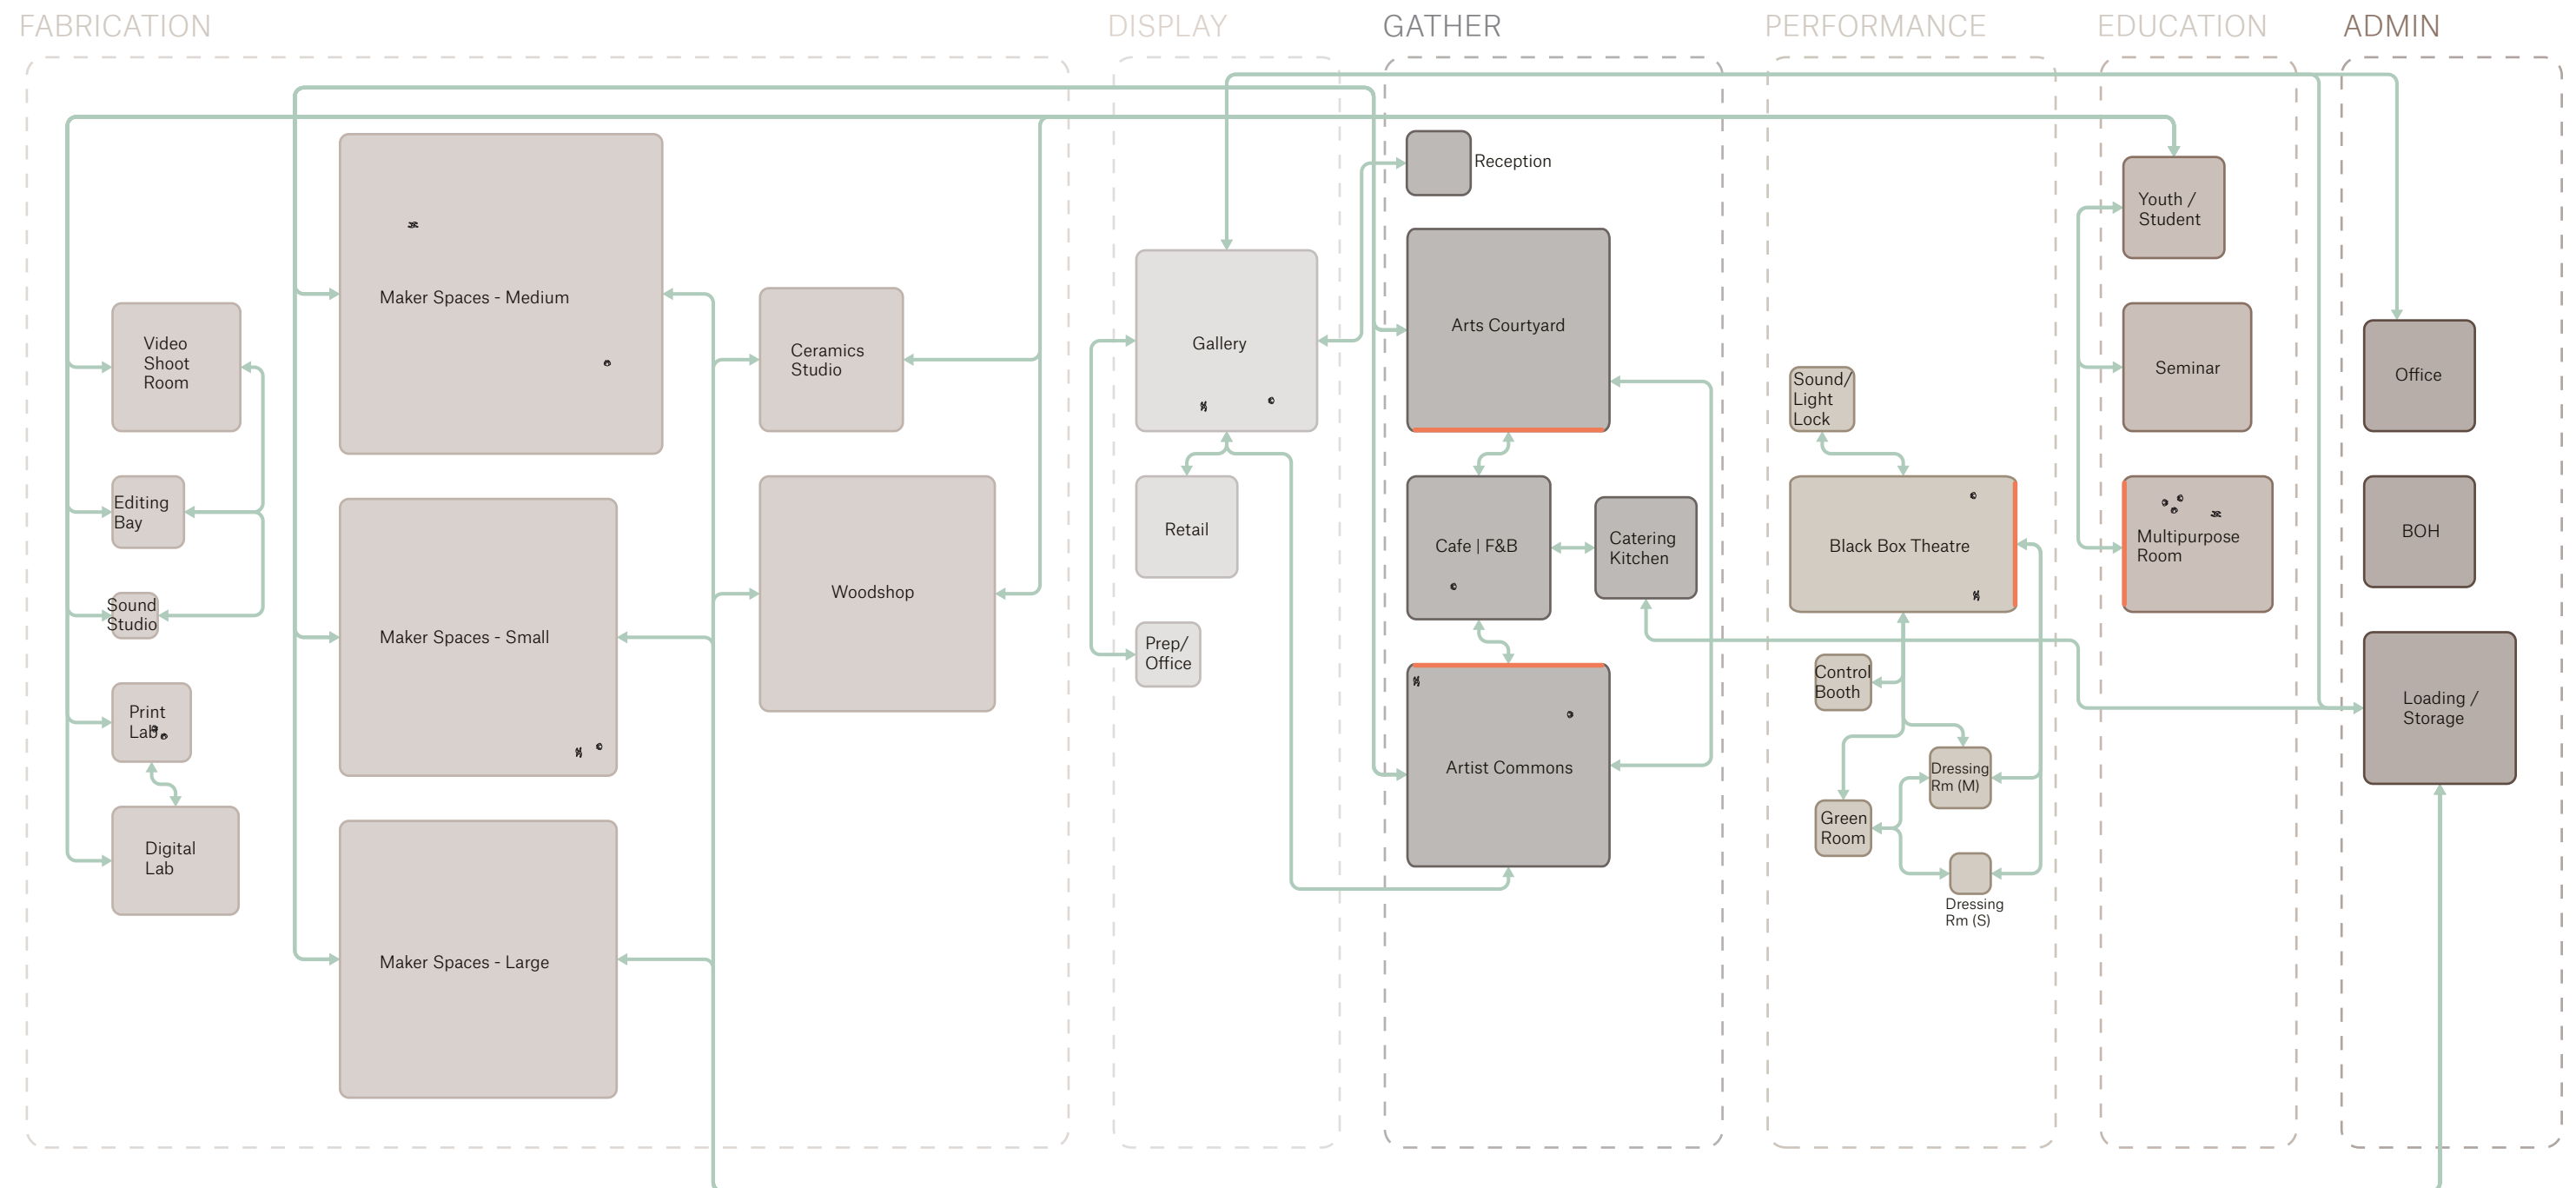 FABRICATION
DISPLAY
GATHER
PERFORMANCE
EDUCATION
ADMIN
Video
Shoot
Room
Editing
Bay
Sound
Studio
Print
Lab
Digital
Lab
Maker Spaces - Medium
Maker Spaces - Small
Maker Spaces - Large
Ceramics
Studio
Woodshop
Gallery
Retail
Prep/
Office
Reception
Arts Courtyard
Cafe | F&B
Catering
Kitchen
Artist Commons
Sound/
Light
Lock
Black Box Theatre
Control
Booth
Dressing
Rm (M)
Green
Room
Dressing
Rm (S)
Youth /
Student
Seminar
Multipurpose
Room
Office
BOH
Loading /
Storage